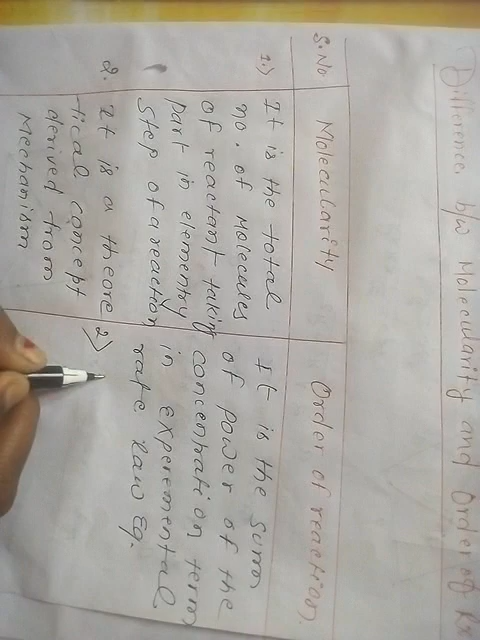 Difference b/w Molecularity and Order of Rx
S.No Molecularity Order of reaction.
1.) It is the total
no. of Molecules
of reactant taking
part in elementry
step of a reaction
It is the sum
of power of the
concentration term
in experemental
rate Law Eq.
2. It is a theore
tical concept
derived from
Mechanism
2)